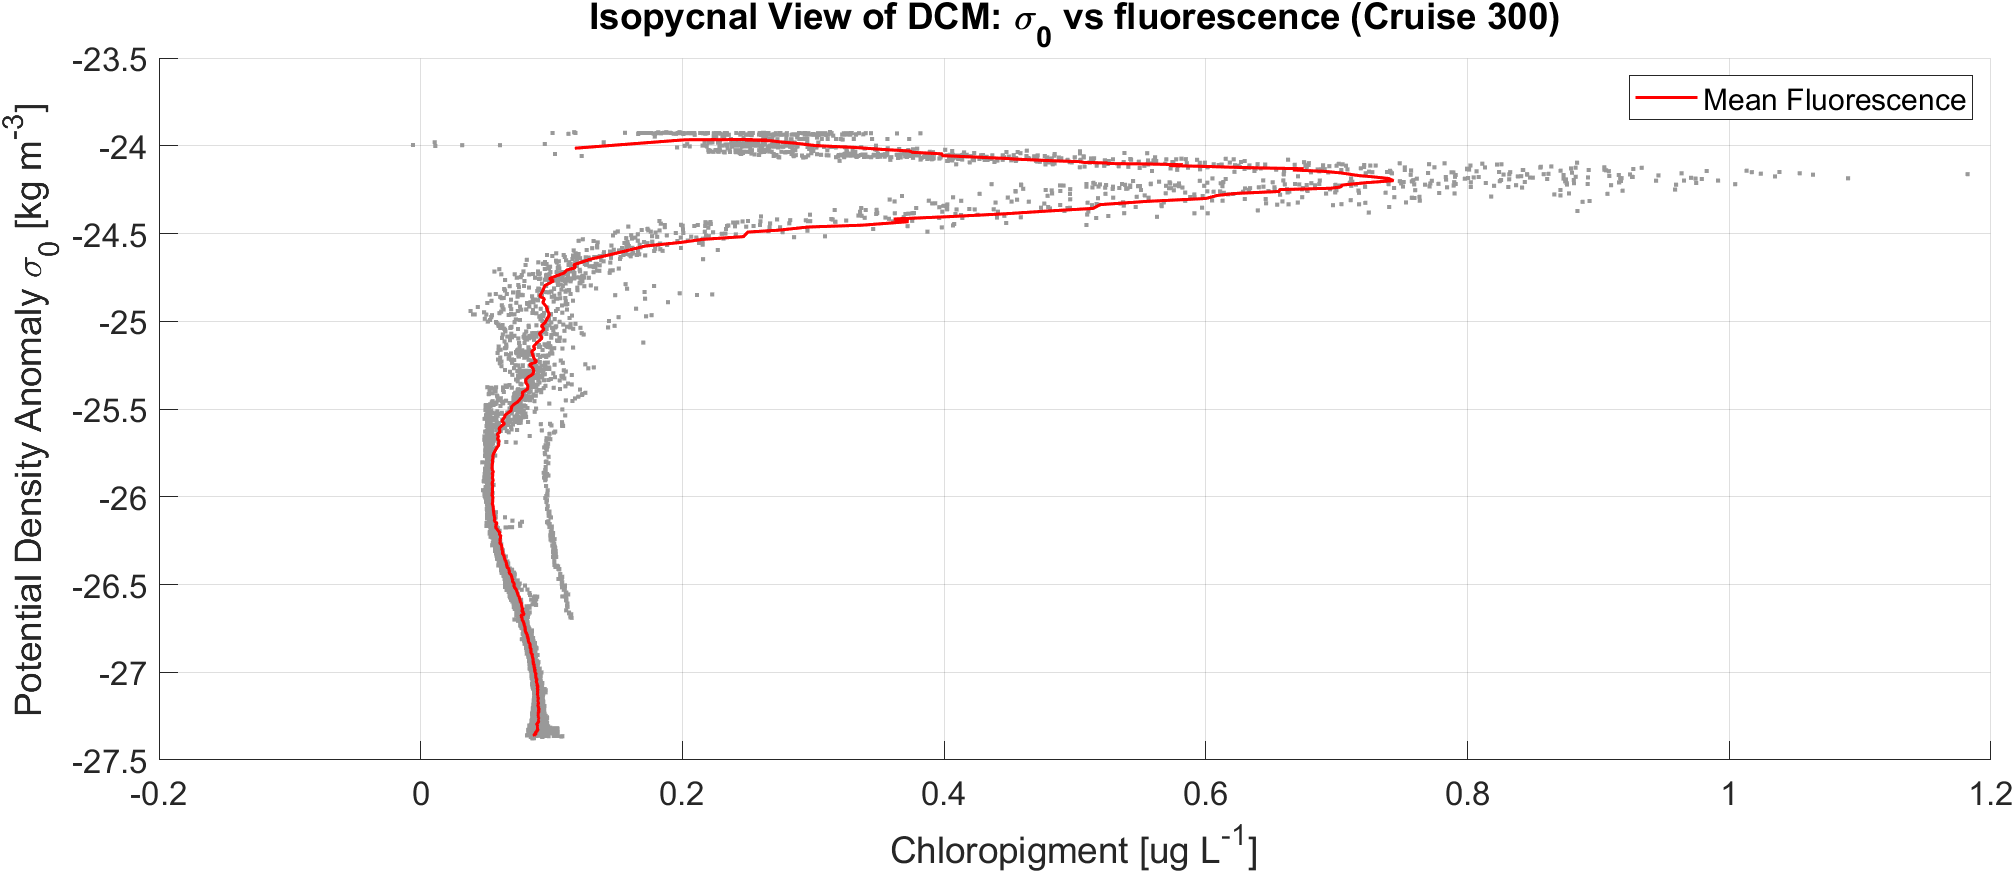 Isopycnal View of DCM: σ0 vs fluorescence (Cruise 300)
Mean Fluorescence
Potential Density Anomaly σ0 [kg m-3]
-23.5
-24
-24.5
-25
-25.5
-26
-26.5
-27
-27.5
-0.2 0 0.2 0.4 0.6 0.8 1 1.2
Chloropigment [ug L-1]